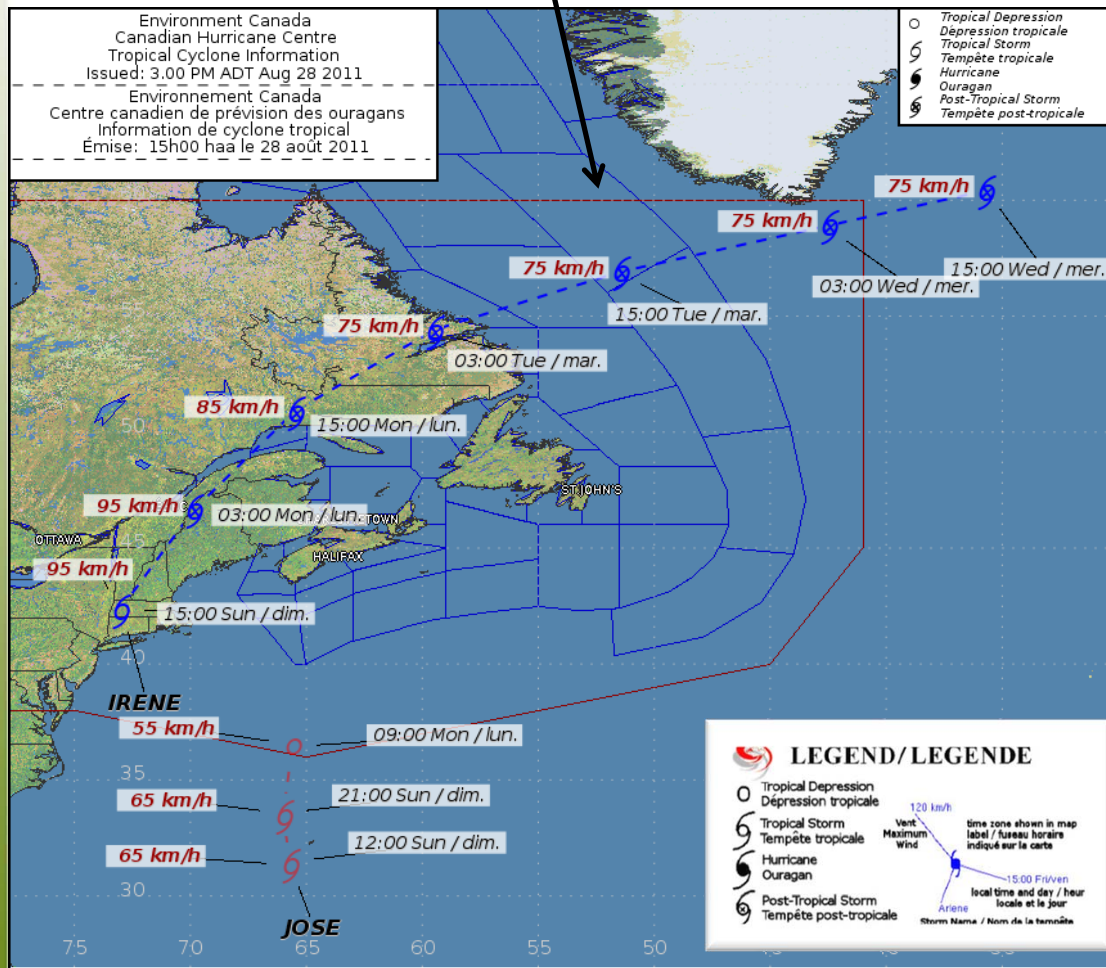 Environment Canada
Canadian Hurricane Centre
Tropical Cyclone Information
Issued: 3.00 PM ADT Aug 28 2011
Environnement Canada
Centre canadien de prévision des ouragans
Information de cyclone tropical
Émise: 15h00 haa le 28 août 2011
Tropical Depression
Dépression tropicale
Tropical Storm
Tempête tropicale
Hurricane
Ouragan
Post-Tropical Storm
Tempête post-tropicale
75 km/h
15:00 Wed / mer.
75 km/h
03:00 Wed / mer.
75 km/h
15:00 Tue / mar.
75 km/h
03:00 Tue / mar.
85 km/h
15:00 Mon / lun.
50
95 km/h
03:00 Mon / lun.
ST JOHN'S
TOWN
OTTAWA
HALIFAX
45
95 km/h
15:00 Sun / dim.
40
IRENE
55 km/h
09:00 Mon / lun.
35
65 km/h
21:00 Sun / dim.
65 km/h
12:00 Sun / dim.
30
JOSE
75 70 65 60 55 50
LEGEND/LEGENDE
Tropical Depression
Dépression tropicale
Tropical Storm
Tempête tropicale
Hurricane
Ouragan
Post-Tropical Storm
Tempête post-tropicale
120 km/h
Vent
Maximum
Wind
time zone shown in map
label / fuseau horaire
indiqué sur la carte
15:00 Fri/ven
local time and day / heur
locale et le jour
Arlene
Storm Name / Nom de la tempête